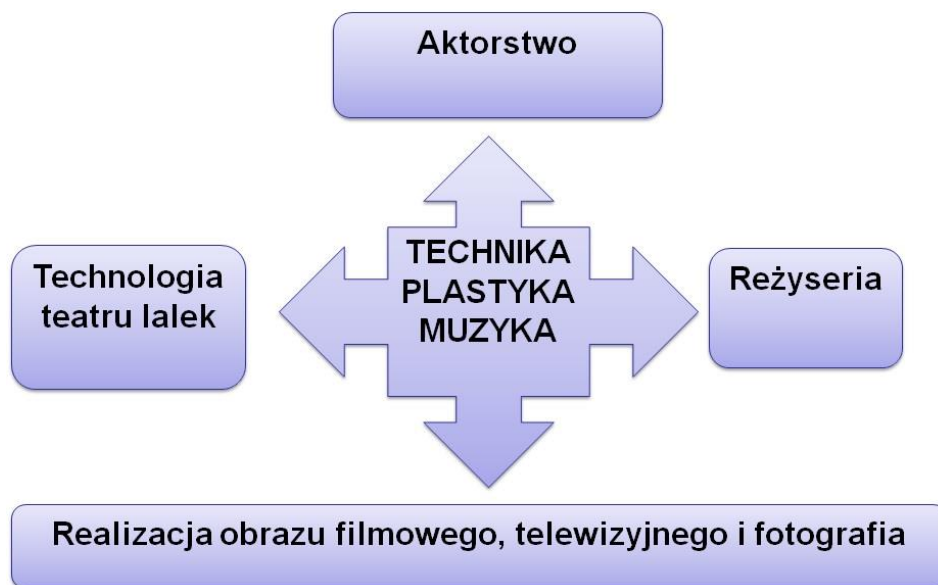 Aktorstwo
TECHNIKA
PLASTYKA
MUZYKA
Technologia
teatru lalek
Reżyseria
Realizacja obrazu filmowego, telewizyjnego i fotografia